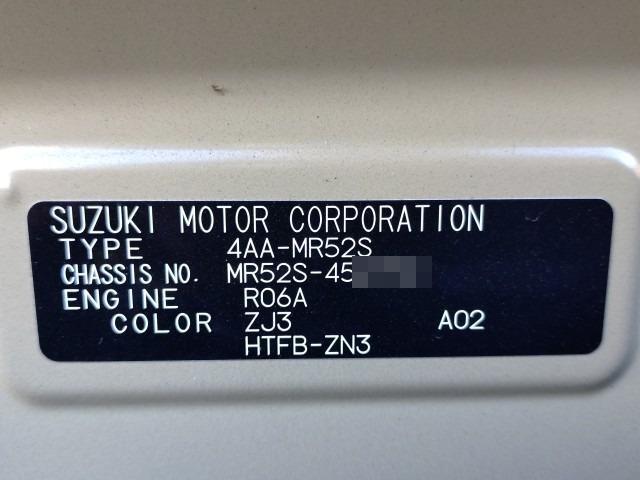 SUZUKI MOTOR CORPORATION
TYPE 4AA-MR52S
CHASSIS NO. MR52S-45
ENGINE R06A
COLOR ZJ3 A02
HTFB-ZN3